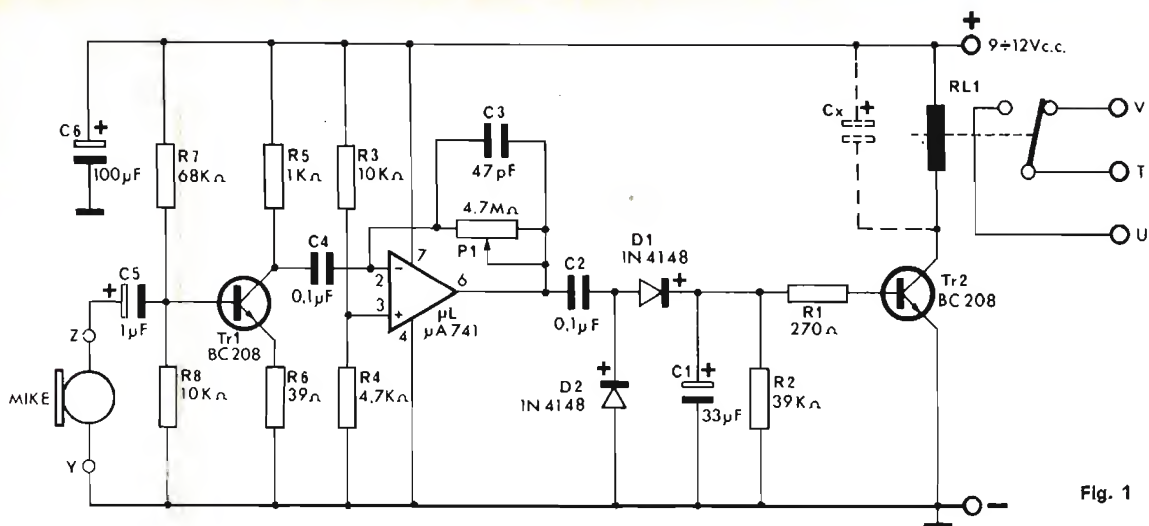 +
9÷12Vc.c.
C6
+
100µF
R7
68KΩ
R5
1KΩ
R3
10KΩ
C3
47pF
4.7MΩ
P1
Cx
+
RL1
V
T
U
C5
+
1µF
Z
MIKE
Y
R8
10KΩ
Tr1
BC208
R6
39Ω
C4
0,1µF
R4
4,7KΩ
2
-
7
3
+
4
6
µL
µA741
C2
0,1µF
D1
1N4148
+
D2
1N4148
+
C1
+
33µF
R2
39KΩ
R1
270Ω
Tr2
BC208
-
Fig. 1